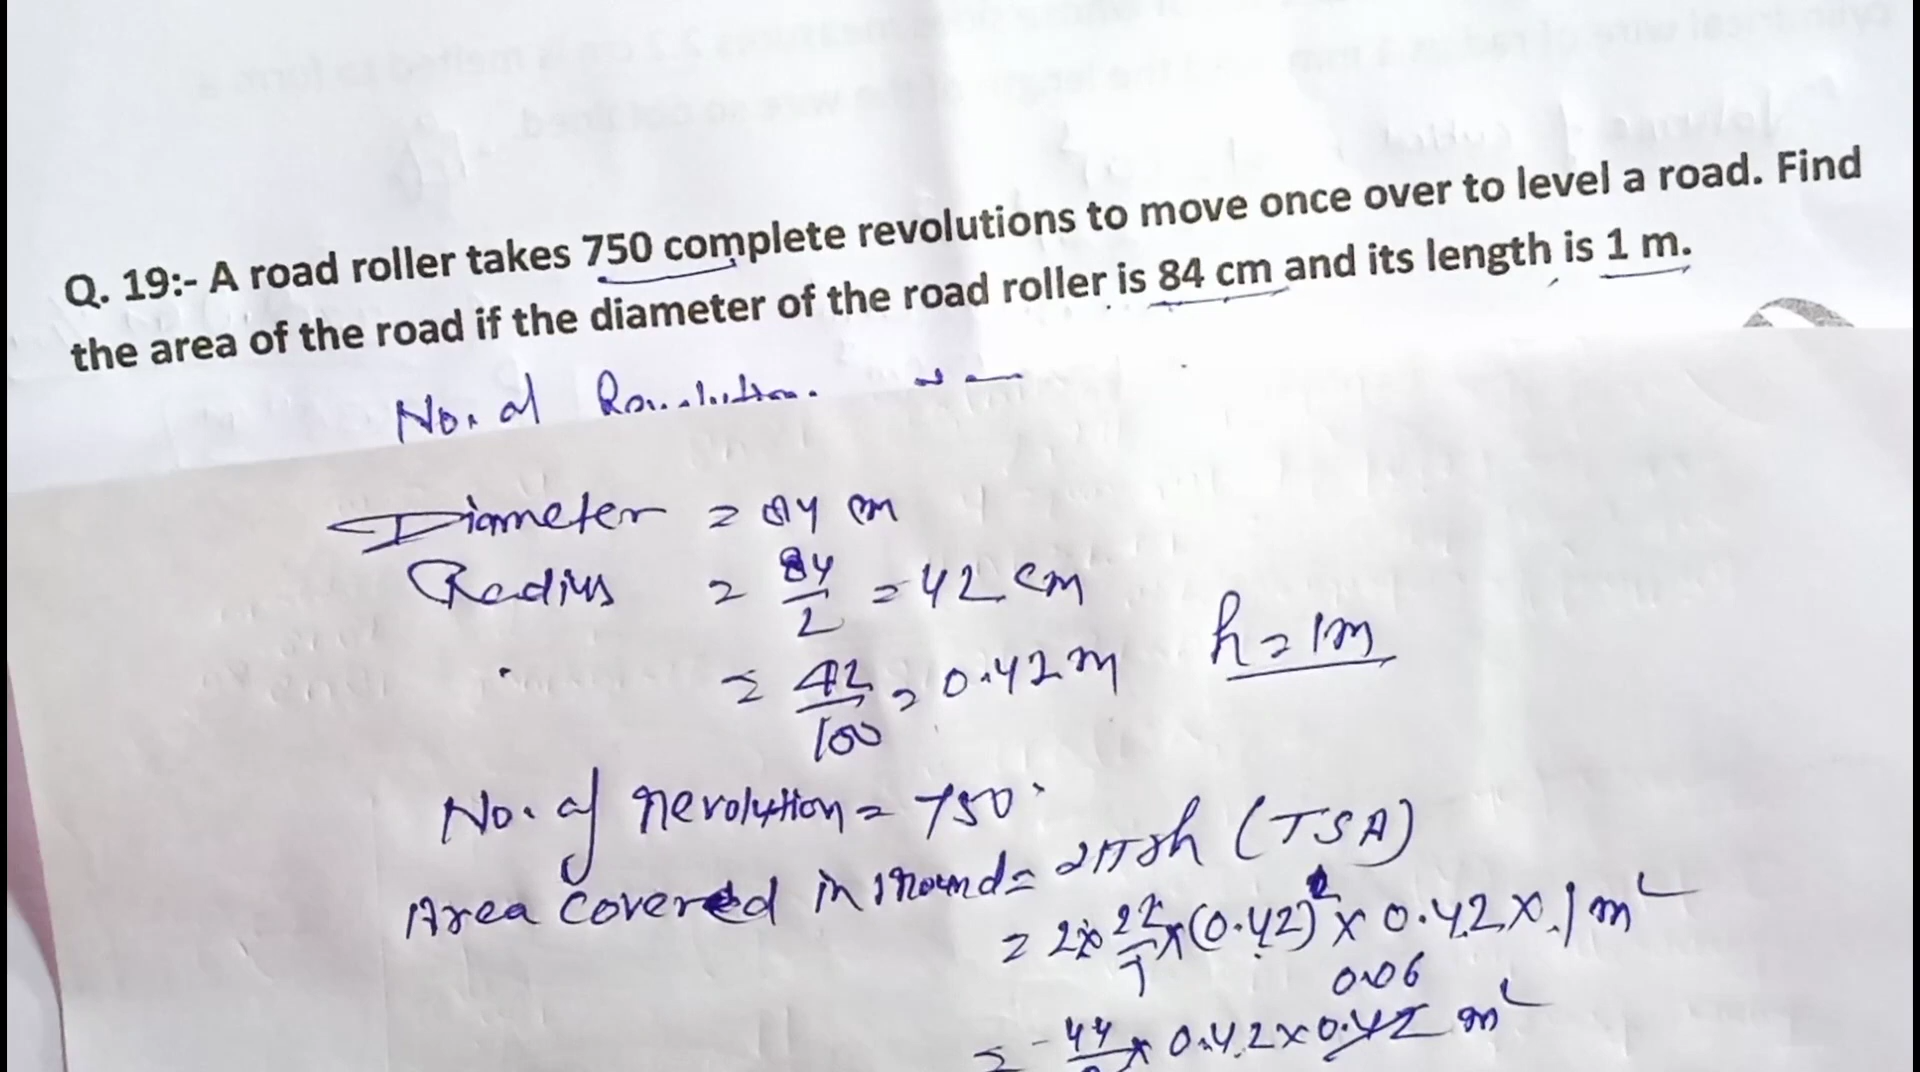 Q. 19:- A road roller takes 750 complete revolutions to move once over to level a road. Find
the area of the road if the diameter of the road roller is 84 cm and its length is 1 m.
No. of
Diameter = 84 cm
Radius = 84/2 = 42 cm
= 42/100 = 0.42 m h = 1m
No. of revolution = 750
Area covered in 1 round = 2πrh (TSA)
= 2 × 22/7 × (0.42)² × 0.42 × 1 m²
0.06
= 44 × 0.42 × 0.42 m²